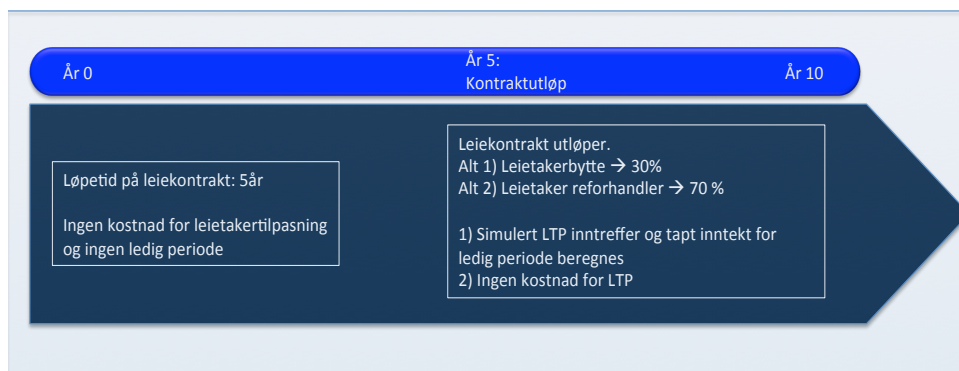 År 0
År 5:
Kontraktutløp
År 10
Løpetid på leiekontrakt: 5år
Ingen kostnad for leietakertilpasning
og ingen ledig periode
Leiekontrakt utløper.
Alt 1) Leietakerbytte → 30%
Alt 2) Leietaker reforhandler → 70 %
1) Simulert LTP inntreffer og tapt inntekt for
ledig periode beregnes
2) Ingen kostnad for LTP